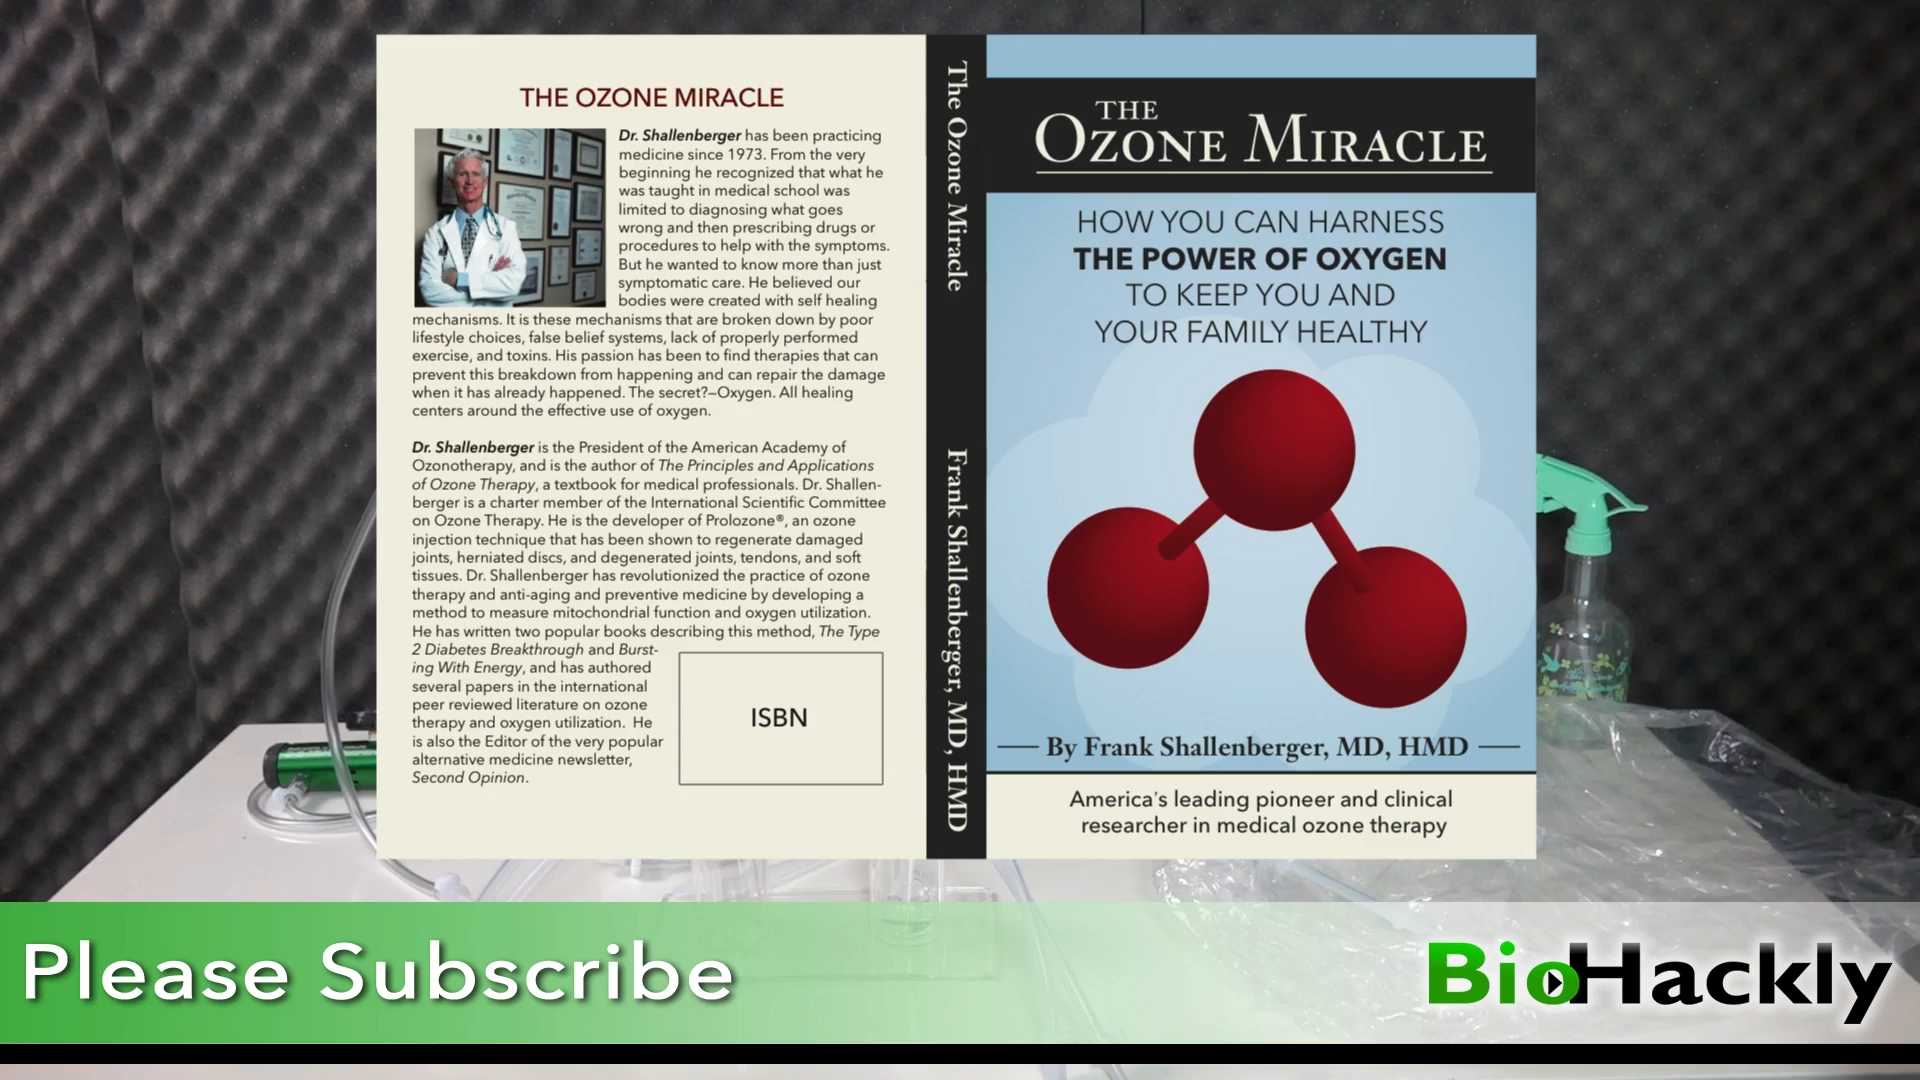 THE OZONE MIRACLE
Dr. Shallenberger has been practicing
medicine since 1973. From the very
beginning he recognized that what he
was taught in medical school was
limited to diagnosing what goes
wrong and then prescribing drugs or
procedures to help with the symptoms.
But he wanted to know more than just
symptomatic care. He believed our
bodies were created with self healing
mechanisms. It is these mechanisms that are broken down by poor
lifestyle choices, false belief systems, lack of properly performed
exercise, and toxins. His passion has been to find therapies that can
prevent this breakdown from happening and can repair the damage
when it has already happened. The secret?—Oxygen. All healing
centers around the effective use of oxygen.
Dr. Shallenberger is the President of the American Academy of
Ozonotherapy, and is the author of The Principles and Applications
of Ozone Therapy, a textbook for medical professionals. Dr. Shallen-
berger is a charter member of the International Scientific Committee
on Ozone Therapy. He is the developer of Prolozone®, an ozone
injection technique that has been shown to regenerate damaged
joints, herniated discs, and degenerated joints, tendons, and soft
tissues. Dr. Shallenberger has revolutionized the practice of ozone
therapy and anti-aging and preventive medicine by developing a
method to measure mitochondrial function and oxygen utilization.
He has written two popular books describing this method, The Type
2 Diabetes Breakthrough and Burst-
ing With Energy, and has authored
several papers in the international
peer reviewed literature on ozone
therapy and oxygen utilization. He
is also the Editor of the very popular
alternative medicine newsletter,
Second Opinion.
ISBN
The Ozone Miracle
Frank Shallenberger, MD, HMD
THE
OZONE MIRACLE
HOW YOU CAN HARNESS
THE POWER OF OXYGEN
TO KEEP YOU AND
YOUR FAMILY HEALTHY
By Frank Shallenberger, MD, HMD
America's leading pioneer and clinical
researcher in medical ozone therapy
Please Subscribe
BioHackly